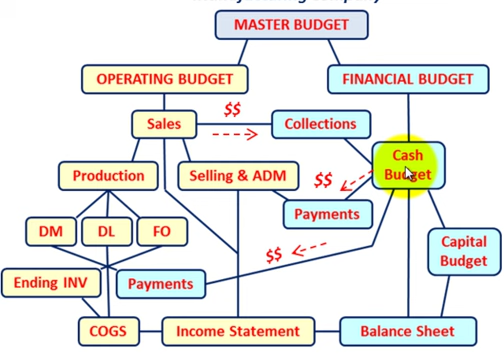 MASTER BUDGET
OPERATING BUDGET
FINANCIAL BUDGET
$$
Sales
Collections
Cash
Budget
Production
Selling & ADM
$$
Payments
DM
DL
FO
$$
Capital
Budget
Ending INV
Payments
COGS
Income Statement
Balance Sheet